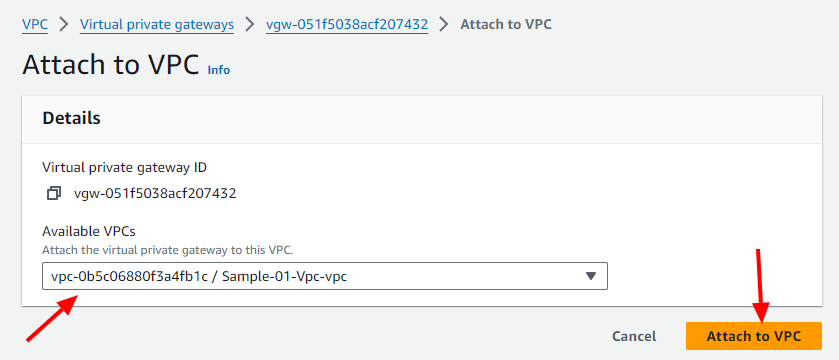 VPC > Virtual private gateways > vgw-051f5038acf207432 > Attach to VPC
Attach to VPC Info
Details
Virtual private gateway ID
vgw-051f5038acf207432
Available VPCs
Attach the virtual private gateway to this VPC.
vpc-0b5c06880f3a4fb1c / Sample-01-Vpc-vpc
Cancel Attach to VPC